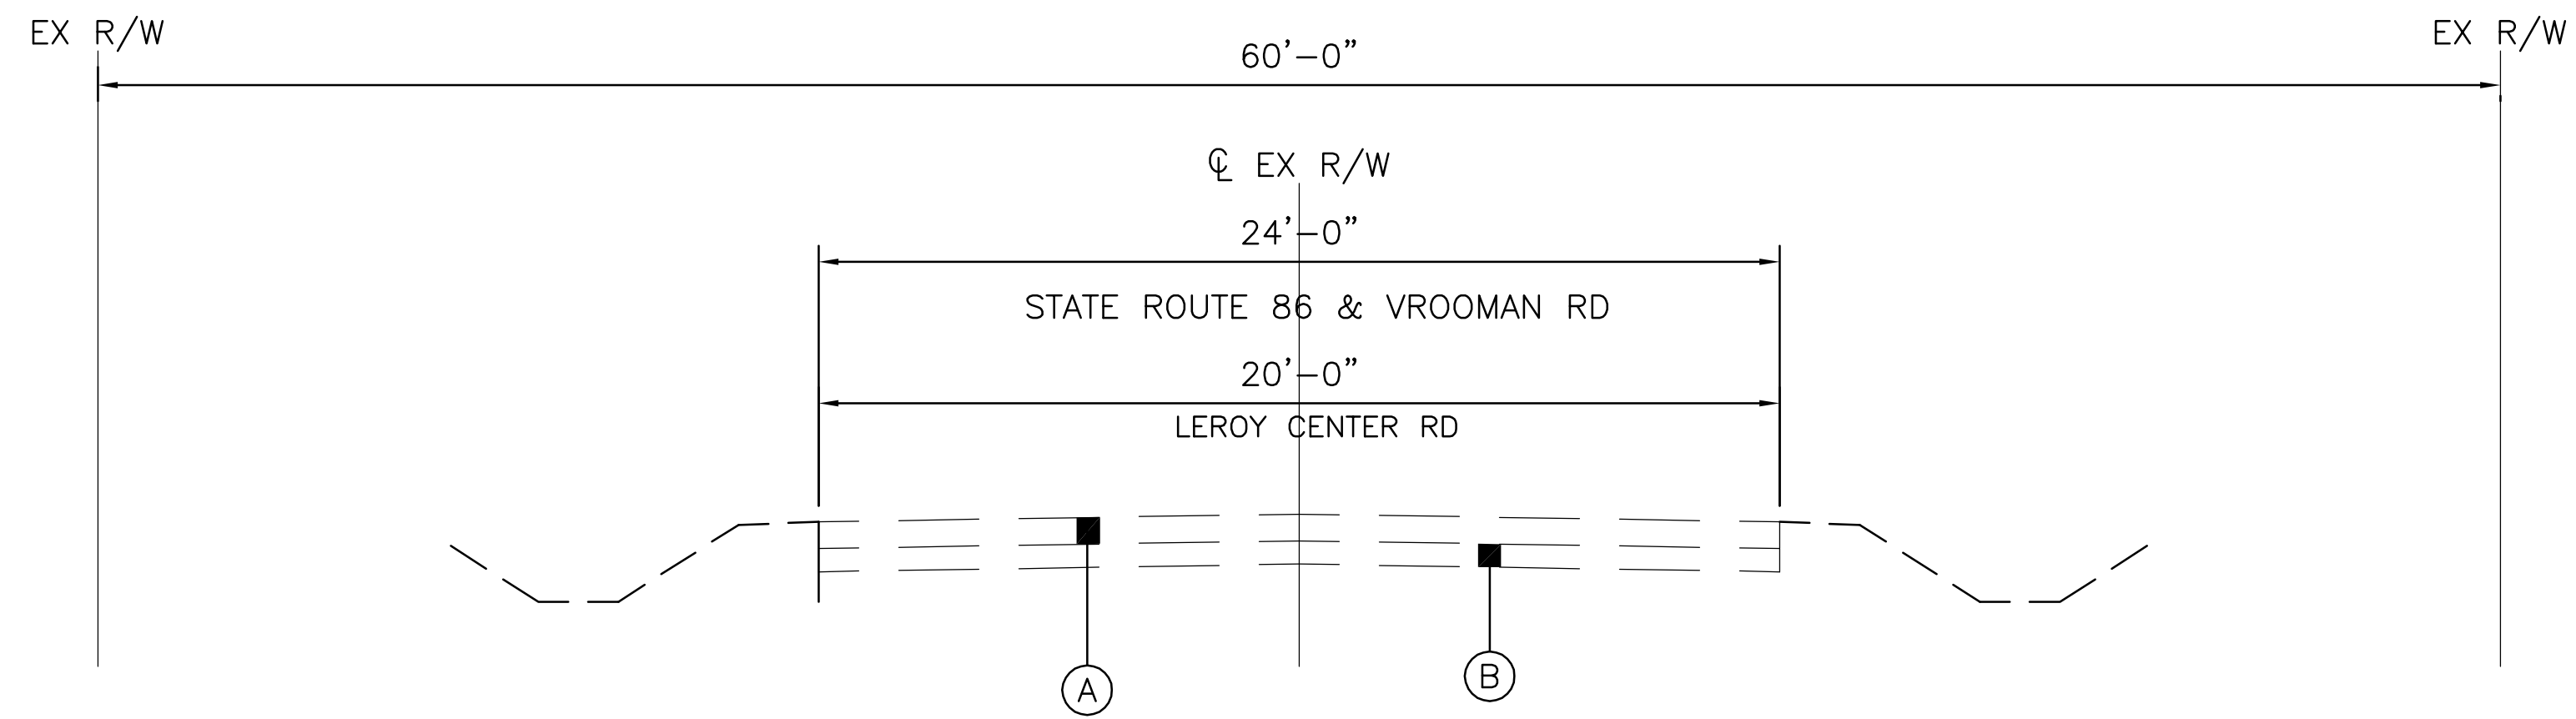 EX R/W EX R/W
60'-0"
℄ EX R/W
24'-0"
STATE ROUTE 86 & VROOMAN RD
20'-0"
LEROY CENTER RD
A
B